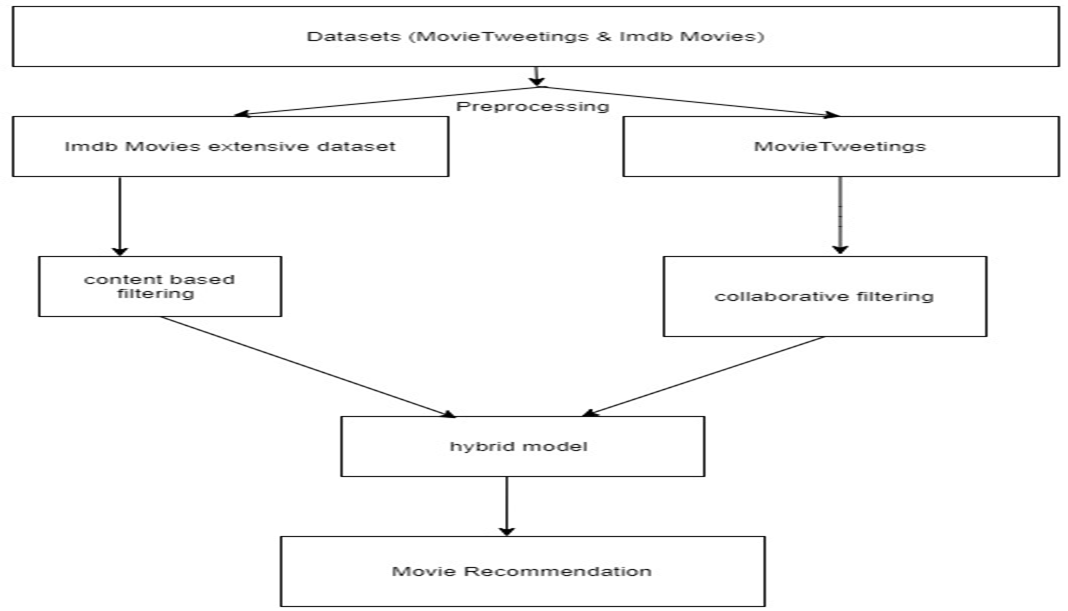 Datasets (MovieTweetings & Imdb Movies)
Preprocessing
Imdb Movies extensive dataset
MovieTweetings
content based
filtering
collaborative filtering
hybrid model
Movie Recommendation